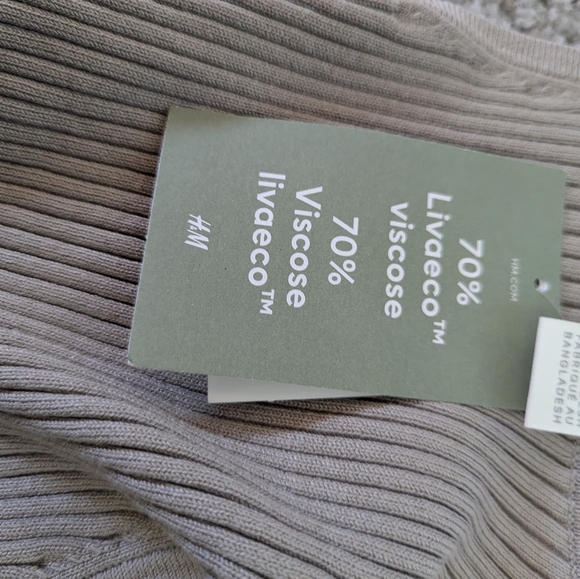 HM.COM
70%
Livaeco™
viscose
70%
Viscose
livaeco™
H&M
FABRIQUÉ AU
BANGLADESH